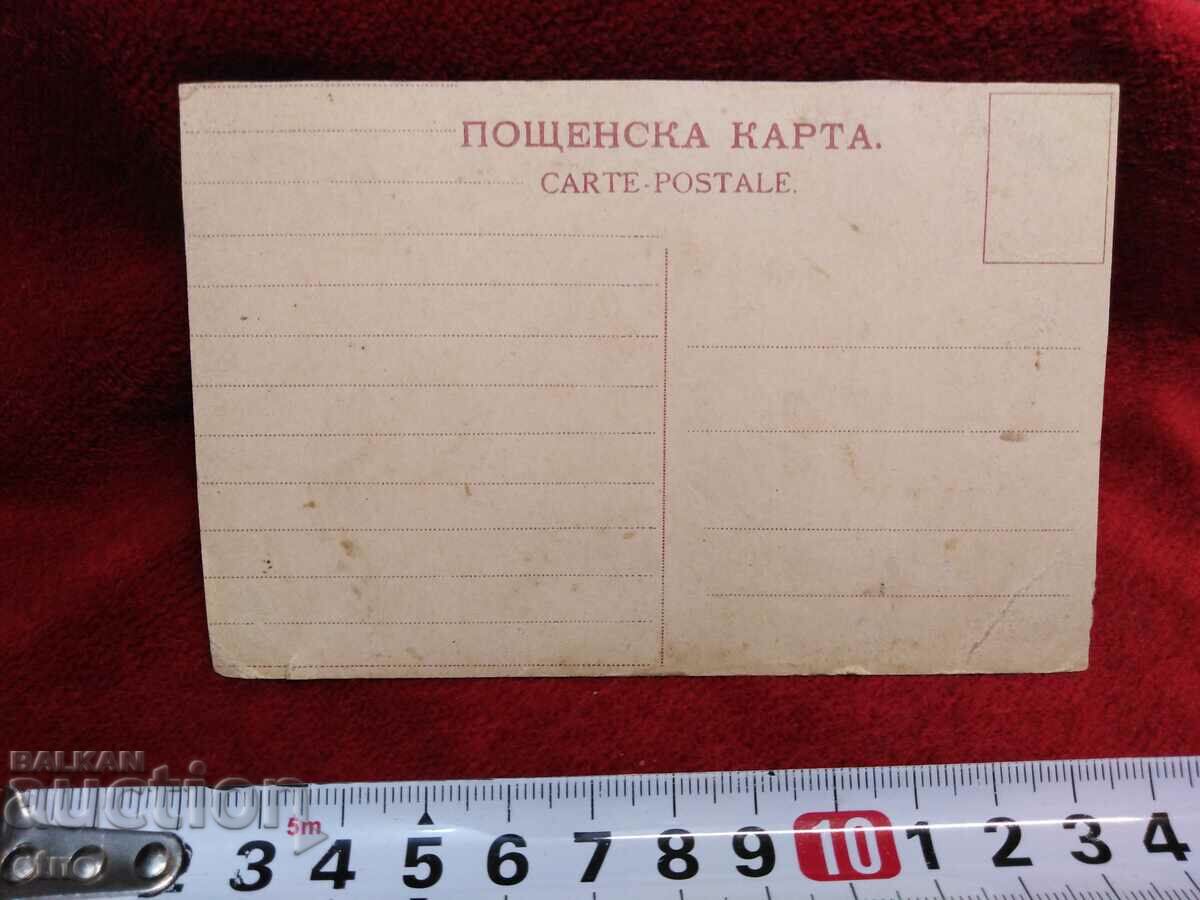 ПОЩЕНСКА КАРТА.
CARTE-POSTALE.
BALKAN
auction
5m
2 3 4 5 6 7 8 9 10 1 2 3 4